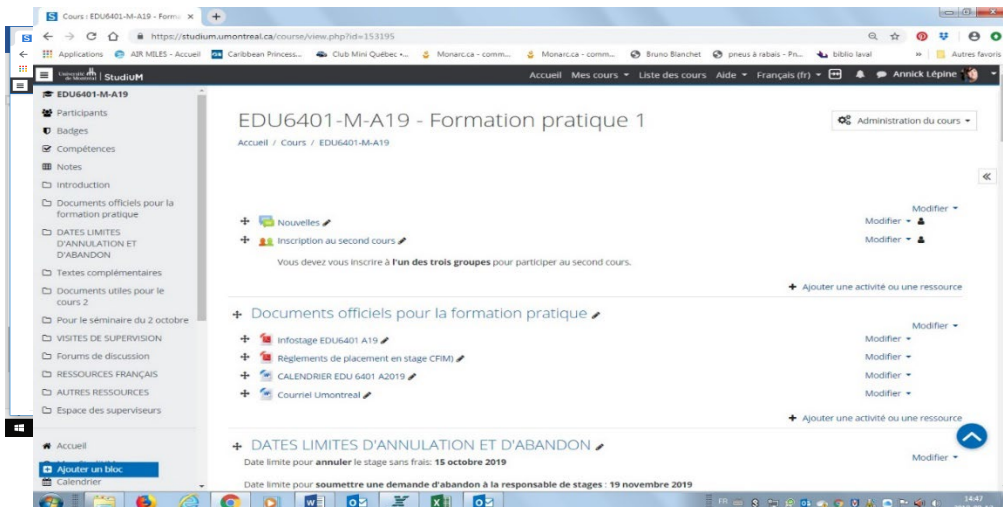 Cours : EDU6401-M-A19 - Form
https://studium.umontreal.ca/course/view.php?id=153195
Applications AIR MILES - Accueil Caribbean Princess... Club Mini Québec •... Monarc.ca - comm... Monarc.ca - comm... Bruno Blanchet pneus à rabais - Pn... biblio laval » Autres favoris
Université de Montréal StudiUM Accueil Mes cours Liste des cours Aide Français (fr) Annick Lépine
EDU6401-M-A19
Participants
Badges
Compétences
Notes
Introduction
Documents officiels pour la
formation pratique
DATES LIMITES
D'ANNULATION ET
D'ABANDON
Textes complémentaires
Documents utiles pour le
cours 2
Pour le séminaire du 2 octobre
VISITES DE SUPERVISION
Forums de discussion
RESSOURCES FRANÇAIS
AUTRES RESSOURCES
Espace des superviseurs
Accueil
Ajouter un bloc
Calendrier
EDU6401-M-A19 - Formation pratique 1
Administration du cours
Accueil / Cours / EDU6401-M-A19
Modifier
Nouvelles Modifier
Inscription au second cours Modifier
Vous devez vous inscrire à l'un des trois groupes pour participer au second cours.
+ Ajouter une activité ou une ressource
Documents officiels pour la formation pratique
Modifier
Infostage EDU6401 A19 Modifier
Règlements de placement en stage CFIM) Modifier
CALENDRIER EDU 6401 A2019 Modifier
Courriel Umontreal Modifier
+ Ajouter une activité ou une ressource
DATES LIMITES D'ANNULATION ET D'ABANDON
Modifier
Date limite pour annuler le stage sans frais: 15 octobre 2019
Date limite pour soumettre une demande d'abandon à la responsable de stages : 19 novembre 2019
FR
14:47